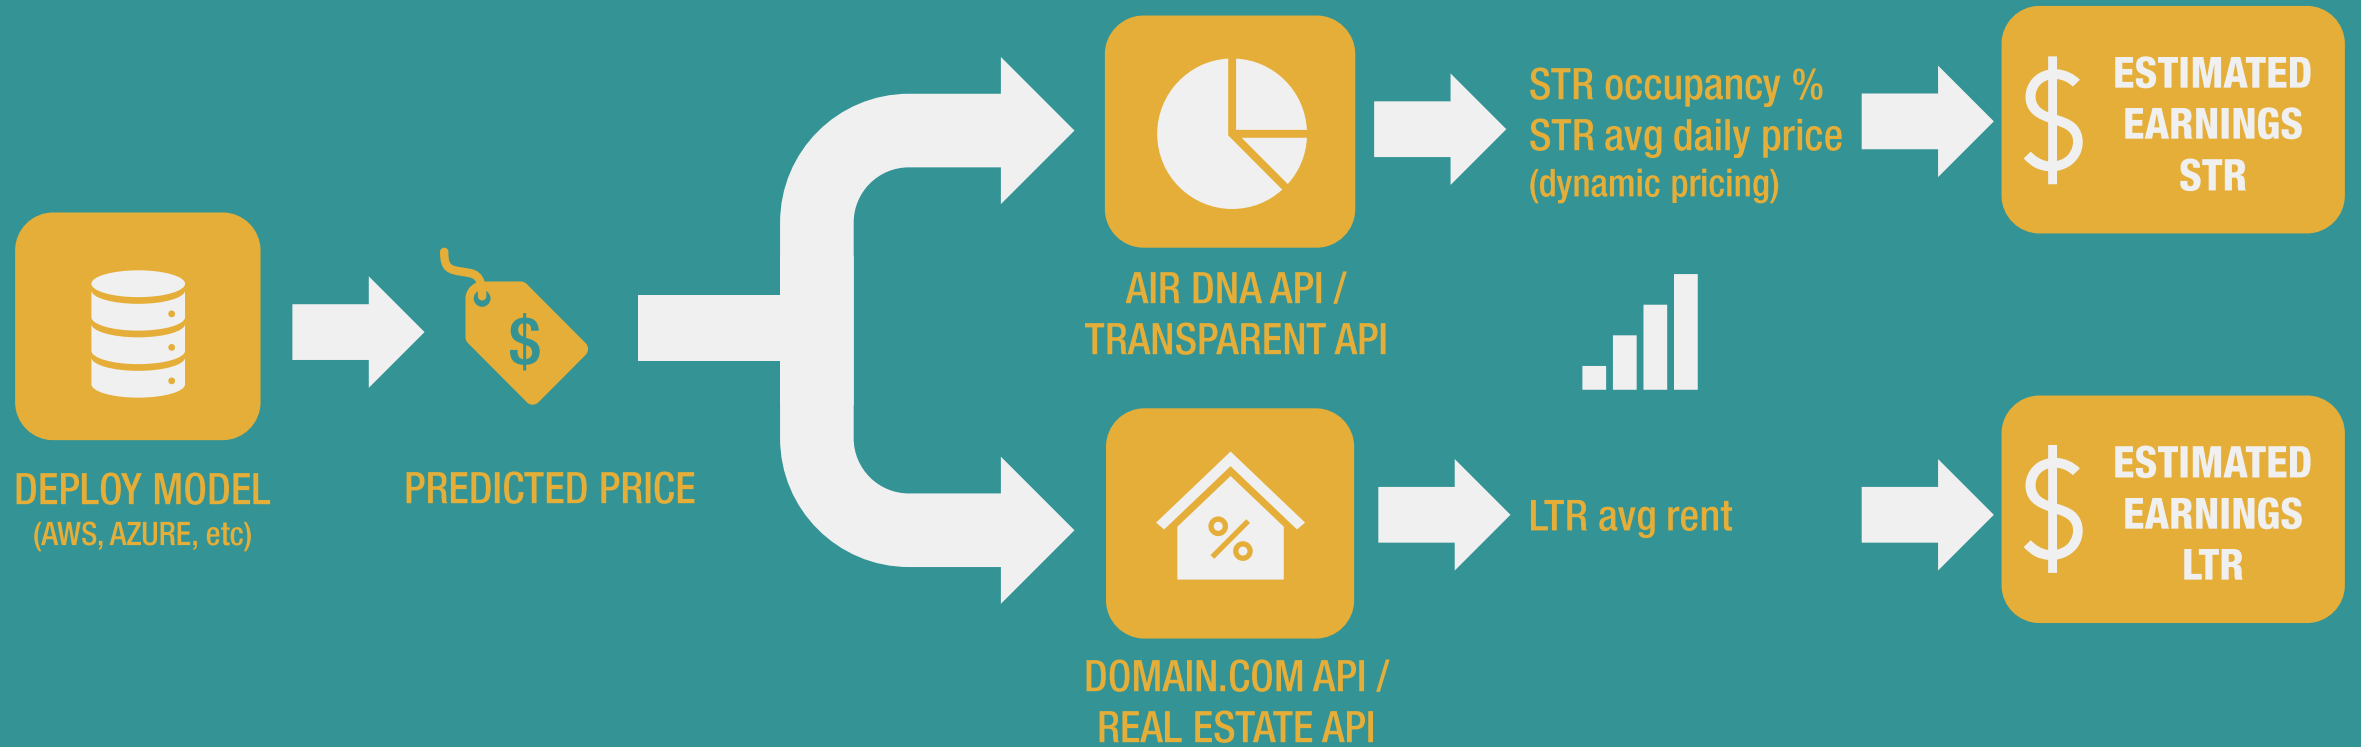 DEPLOY MODEL
(AWS, AZURE, etc)
$
PREDICTED PRICE
AIR DNA API /
TRANSPARENT API
STR occupancy %
STR avg daily price
(dynamic pricing)
$
ESTIMATED
EARNINGS
STR
%
DOMAIN.COM API /
REAL ESTATE API
LTR avg rent
$
ESTIMATED
EARNINGS
LTR